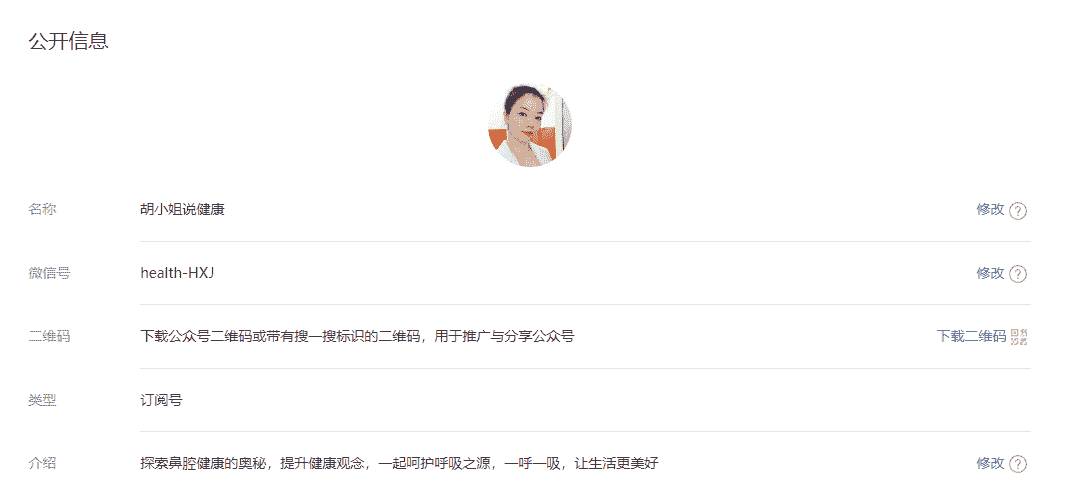 公开信息
名称 胡小姐说健康 修改
微信号 health-HXJ 修改
二维码 下载公众号二维码或带有搜一搜标识的二维码，用于推广与分享公众号 下载二维码
类型 订阅号
介绍 探索鼻腔健康的奥秘，提升健康观念，一起呵护呼吸之源，一呼一吸，让生活更美好 修改